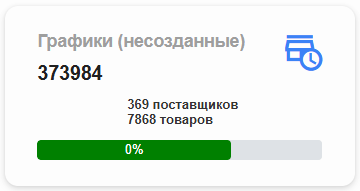 Графики (несозданные)
373984
369 поставщиков
7868 товаров
0%